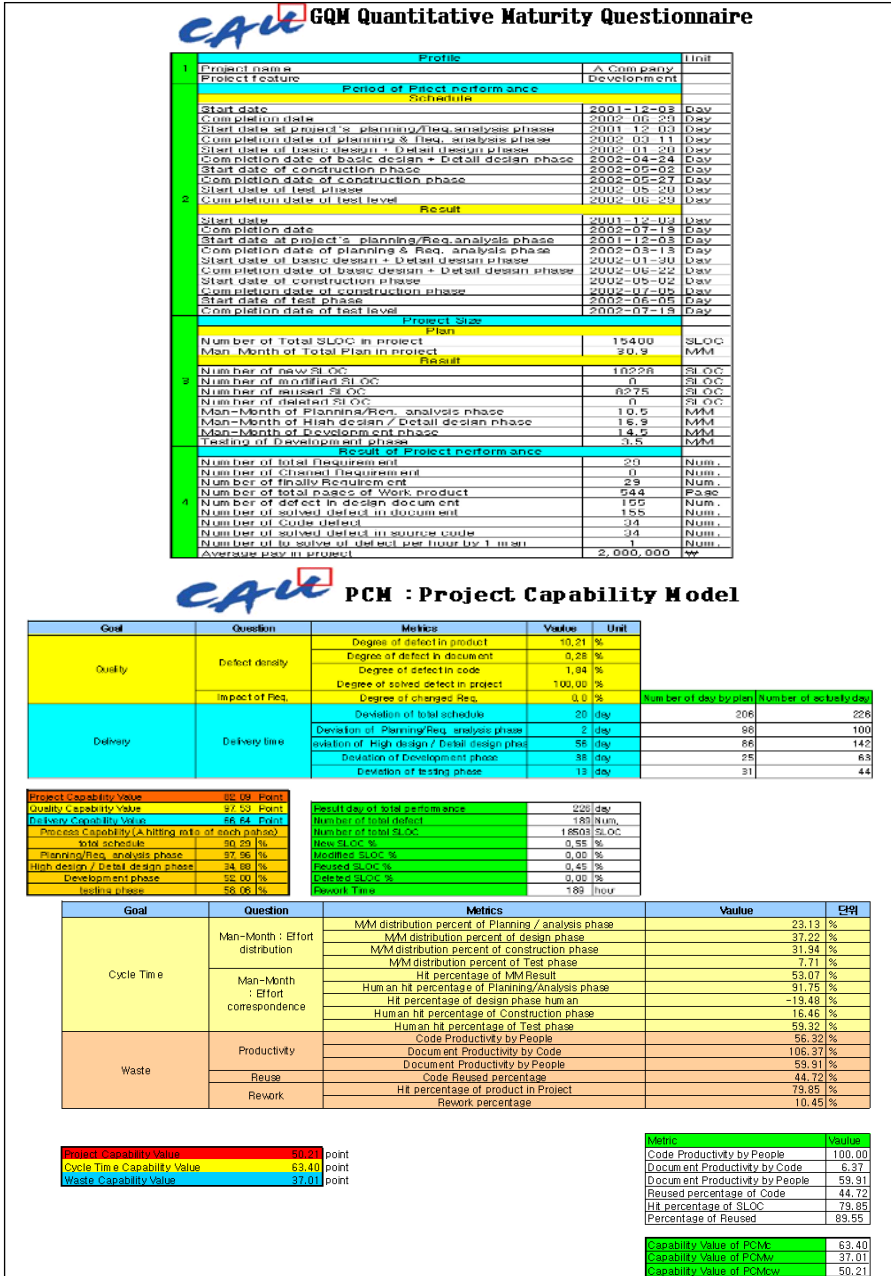 CAU GQM Quantitative Maturity Questionnaire
Profile Unit
1 Project name A Company
Project feature Development
Period of Priect performance
Schedule
Start date 2001-12-03 Day
Completion date 2002-06-29 Day
Start date at project's planning/Req.analysis phase 2001-12-03 Day
Completion date of planning & Req. analysis phase 2002-03-11 Day
Start date of basic design + Detail design phase 2002-01-28 Day
Completion date of basic design + Detail design phase 2002-04-24 Day
Start date of construction phase 2002-05-02 Day
Completion date of construction phase 2002-05-27 Day
Start date of test phase 2002-05-28 Day
2 Completion date of test level 2002-06-29 Day
Result
Start date 2001-12-03 Day
Completion date 2002-07-19 Day
Start date at project's planning/Req.analysis phase 2001-12-03 Day
Completion date of planning & Req. analysis phase 2002-03-13 Day
Start date of basic design + Detail design phase 2002-01-30 Day
Completion date of basic design + Detail design phase 2002-06-22 Day
Start date of construction phase 2002-05-02 Day
Completion date of construction phase 2002-07-05 Day
Start date of test phase 2002-06-05 Day
Completion date of test level 2002-07-19 Day
Project Size
Plan
Number of Total SLOC in project 15400 SLOC
Man_Month of Total Plan in project 30.9 M/M
Result
Number of new SLOC 10228 SLOC
Number of modified SLOC 0 SLOC
3 Number of reused SLOC 8275 SLOC
Number of deleted SLOC 0 SLOC
Man-Month of Planning/Req. analysis phase 10.5 M/M
Man-Month of High design / Detail design phase 16.9 M/M
Man-Month of Development phase 14.5 M/M
Testing of Development phase 3.5 M/M
Result of Project performance
Number of total Requirement 29 Num.
Number of Chaned Requirement 0 Num.
Number of finally Requirement 29 Num.
Number of total pages of Work product 544 Page
4 Number of defect in design document 155 Num.
Number of solved defect in document 155 Num.
Number of Code defect 34 Num.
Number of solved defect in source code 34 Num.
Number of to solve of defect per hour by 1 man 1 Num.
Average pay in project 2,000,000 ₩
CAU PCM : Project Capability Model
Goal Question Metrics Vaulue Unit
Quality Defect density Degree of defect in product 10,21 %
Degree of defect in document 0,28 %
Degree of defect in code 1,84 %
Degree of solved defect in project 100,00 %
Impact of Req, Degree of changed Req, 0,0 % Number of day by plan Number of actually day
Delivery Delivery time Deviation of total schedule 20 day 206 226
Deviation of Planning/Req analysis phase 2 day 98 100
eviation of High design / Detail design phas 56 day 86 142
Deviation of Development phase 38 day 25 63
Deviation of testing phase 13 day 31 44
Project Capability Value 82,09 Point
Quality Capability Value 97,53 Point
Delivery Capability Value 66,64 Point
Process Capability (A hitting ratio of each pahse)
total schedule 90,29 %
Planning/Req, analysis phase 97,96 %
High design / Detail design phase 34,88 %
Development phase 52,00 %
testing phase 58,06 %
Result day of total performance 226 day
Number of total defect 189 Num,
Number of total SLOC 18503 SLOC
New SLOC % 0,55 %
Modified SLOC % 0,00 %
Reused SLOC % 0,45 %
Deleted SLOC % 0,00 %
Rework Time 189 hour
Goal Question Metrics Vaulue 단위
Cycle Time Man-Month : Effort distribution M/M distribution percent of Planning / analysis phase 23.13 %
M/M distribution percent of design phase 37.22 %
M/M distribution percent of construction phase 31.94 %
M/M distribution percent of Test phase 7.71 %
Man-Month : Effort correspondence Hit percentage of MM Result 53.07 %
Human hit percentage of Planining/Analysis phase 91.75 %
Hit percentage of design phase human -19.48 %
Human hit percentage of Construction phase 16.46 %
Human hit percentage of Test phase 59.32 %
Waste Productivity Code Productivity by People 56.32 %
Document Productivity by Code 106.37 %
Document Productivity by People 59.91 %
Reuse Code Reused percentage 44.72 %
Rework Hit percentage of product in Project 79.85 %
Rework percentage 10.45 %
Project Capability Value 50.21 point
Cycle Time Capability Value 63.40 point
Waste Capability Value 37.01 point
Metric Vaulue
Code Productivity by People 100.00
Document Productivity by Code 6.37
Document Productivity by People 59.91
Reused percentage of Code 44.72
Hit percentage of SLOC 79.85
Percentage of Reused 89.55
Capability Value of PCMc 63.40
Capability Value of PCMw 37.01
Capability Value of PCMcw 50.21